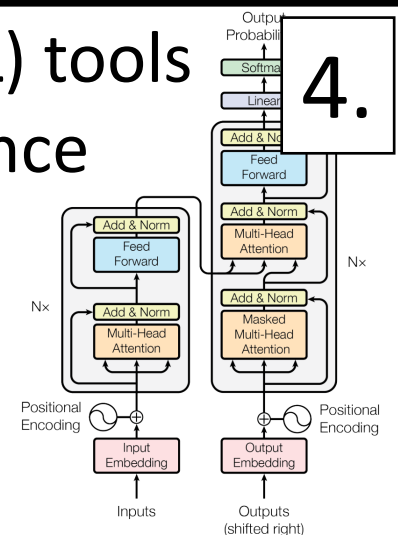 ) tools
nce
4.
Output
Softma
Linear
Add & No
Feed
Forward
Add & Norm
Multi-Head
Attention
Nx
Add & Norm
Masked
Multi-Head
Attention
Positional
Encoding
Output
Embedding
Outputs
(shifted right)
Add & Norm
Feed
Forward
Nx
Add & Norm
Multi-Head
Attention
Positional
Encoding
Input
Embedding
Inputs